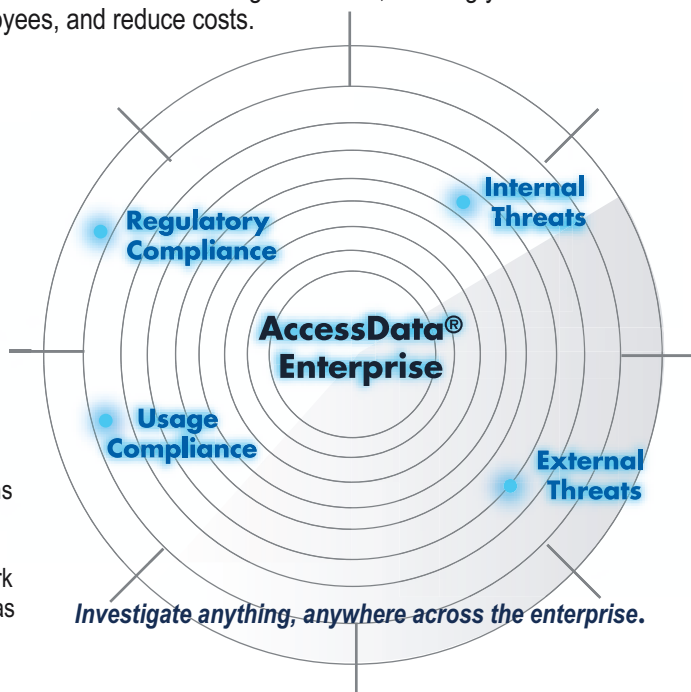 and reduce costs.
Internal
Threats
Regulatory
Compliance
AccessData®
Enterprise
Usage
Compliance
External
Threats
as
Investigate anything, anywhere across the enterprise.